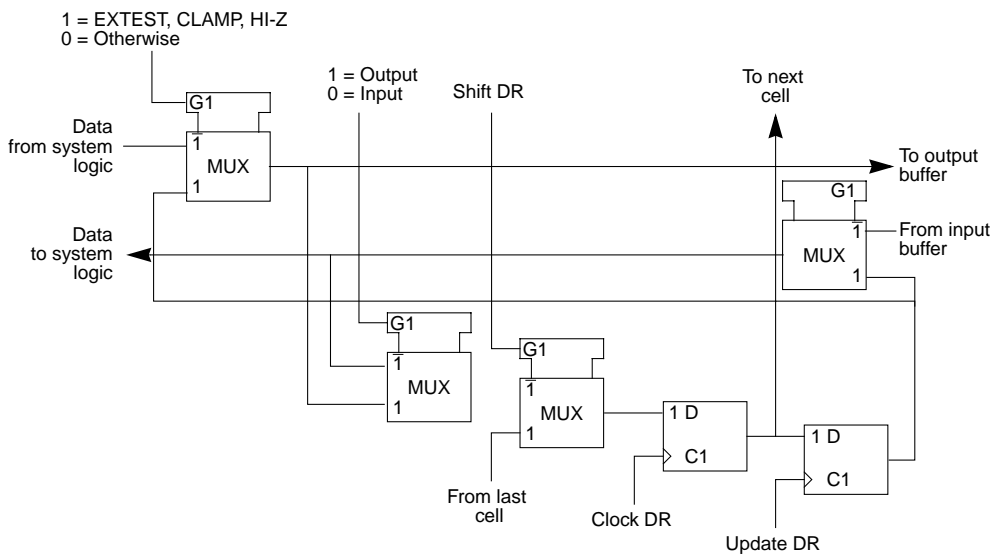 1 = EXTEST, CLAMP, HI-Z
0 = Otherwise
1 = Output
0 = Input
Shift DR
To next
cell
G1
Data
from system
logic
1
MUX
1
To output
buffer
G1
1
From input
buffer
MUX
1
Data
to system
logic
G1
1
MUX
1
G1
1
MUX
1
1 D
C1
1 D
C1
From last
cell
Clock DR
Update DR